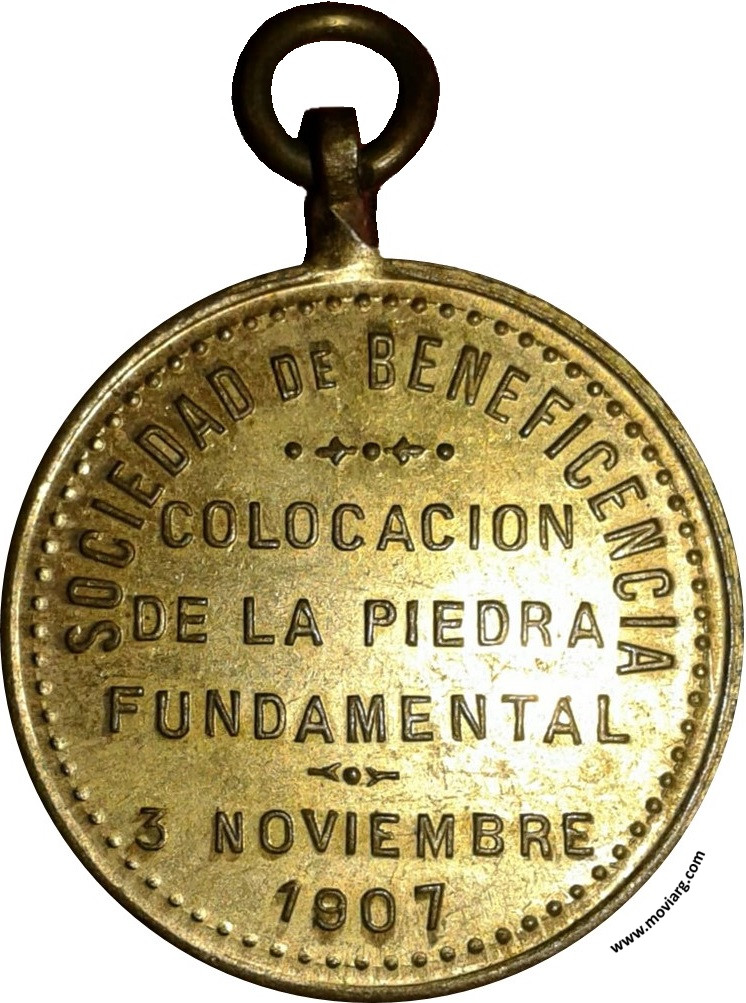 SOCIEDAD DE BENEFICENCIA
COLOCACION
DE LA PIEDRA
FUNDAMENTAL
3 NOVIEMBRE
1907
www.moviarg.com